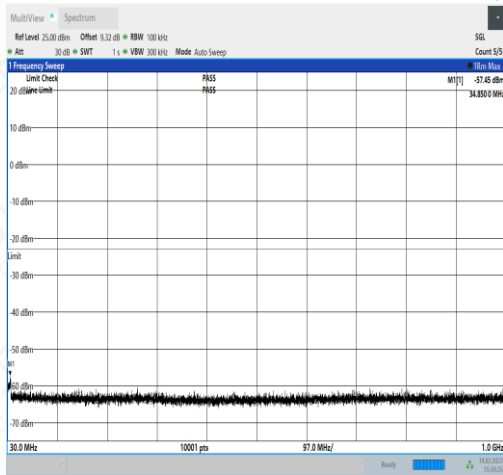 MultiView Spectrum
Ref Level 25.00 dBm Offset 9.32 dB RBW 100 kHz SGL
Att 30 dB SWT 1 s VBW 300 kHz Mode Auto Sweep Count 5/5
1 Frequency Sweep 1Rm Max
Limit Check PASS M1[1] -57.45 dBm
20 dBm Line Limit PASS 34.850 0 MHz
10 dBm
0 dBm
-10 dBm
-20 dBm
Limit
-30 dBm
-40 dBm
-50 dBm
M1
-60 dBm
-70 dBm
30.0 MHz 10001 pts 97.0 MHz/ 1.0 GHz
Ready